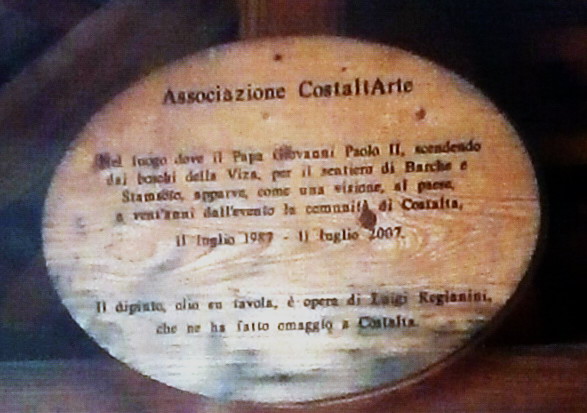 Associazione CostaltArte
Nel luogo dove il Papa Giovanni Paolo II, scendendo
dai boschi della Viza, per il sentiero di Barche e
apparve, come una visione, al paese,
a vent'anni dall'evento la comunità di Costalta,
11 luglio 1987 - 11 luglio 2007.
Il dipinto, olio su tavola, è opera di Luigi Regianini,
che ne ha fatto omaggio a Costalta.